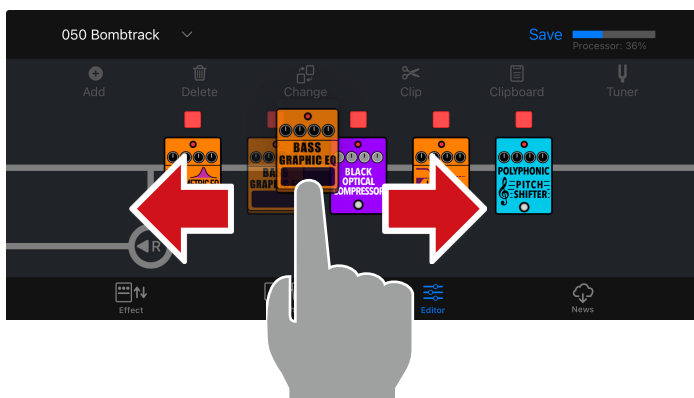 050 Bombtrack
Save
Processor: 36%
Add
Delete
Change
Clip
Clipboard
Tuner
BASS
GRAPHIC EQ
BLACK
OPTICAL
COMPRESSOR
POLYPHONIC
PITCH
SHIFTER
R
Effect
Editor
News